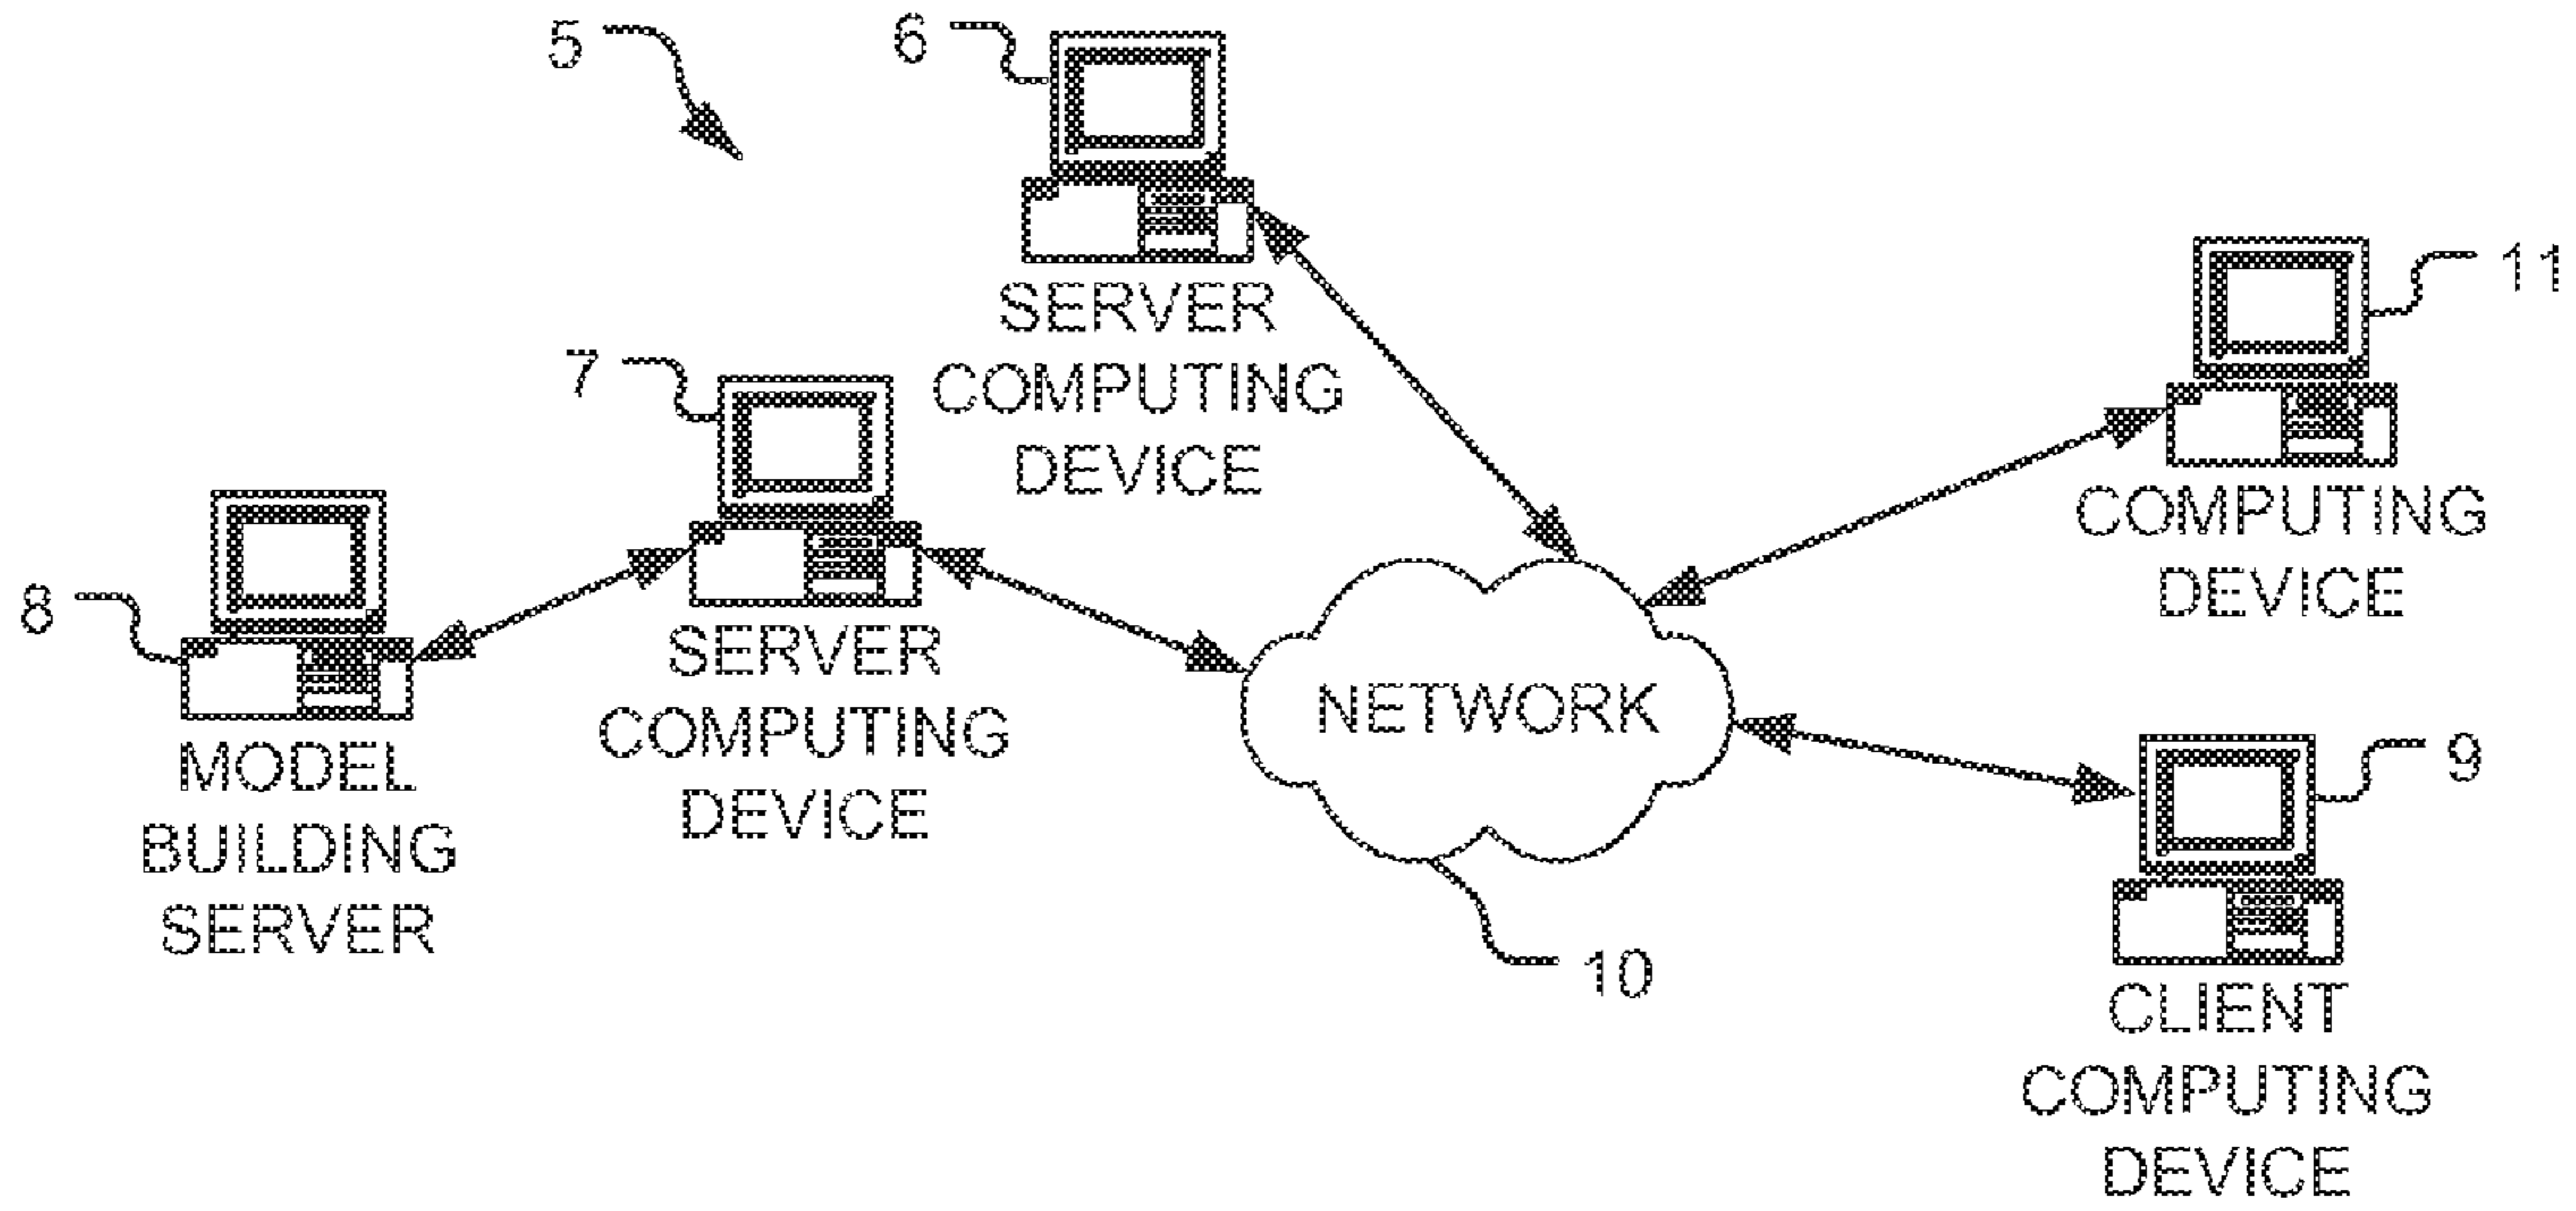 5
6
SERVER
COMPUTING
DEVICE
11
COMPUTING
DEVICE
7
SERVER
COMPUTING
DEVICE
8
MODEL
BUILDING
SERVER
NETWORK
10
9
CLIENT
COMPUTING
DEVICE